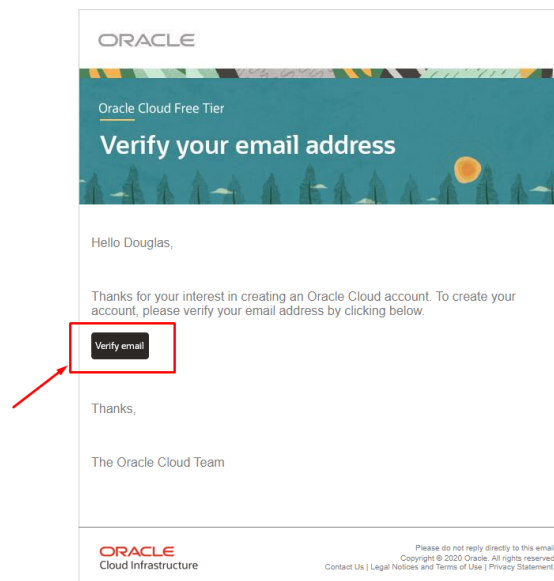 ORACLE
Oracle Cloud Free Tier
Verify your email address
Hello Douglas,
Thanks for your interest in creating an Oracle Cloud account. To create your
account, please verify your email address by clicking below.
Verify email
Thanks,
The Oracle Cloud Team
ORACLE
Cloud Infrastructure
Please do not reply directly to this email
Copyright © 2020 Oracle. All rights reserved
Contact Us | Legal Notices and Terms of Use | Privacy Statement